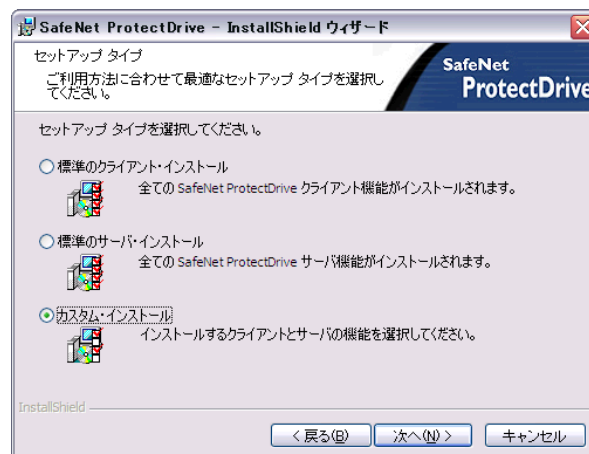 SafeNet ProtectDrive - InstallShield ウィザード
セットアップ タイプ
ご利用方法に合わせて最適なセットアップ タイプを選択し
てください。
SafeNet
ProtectDrive
セットアップ タイプを選択してください。
標準のクライアント・インストール
全ての SafeNet ProtectDrive クライアント機能がインストールされます。
標準のサーバ・インストール
全ての SafeNet ProtectDrive サーバ機能がインストールされます。
カスタム・インストール
インストールするクライアントとサーバの機能を選択してください。
InstallShield
< 戻る(B)
次へ(N) >
キャンセル